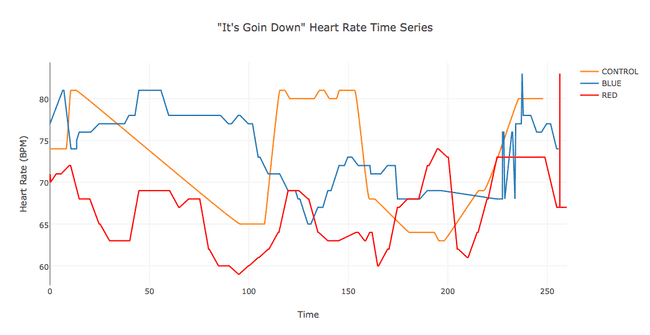 "It's Goin Down" Heart Rate Time Series
CONTROL
BLUE
RED
Heart Rate (BPM)
80
75
70
65
60
0
50
100
150
200
250
Time